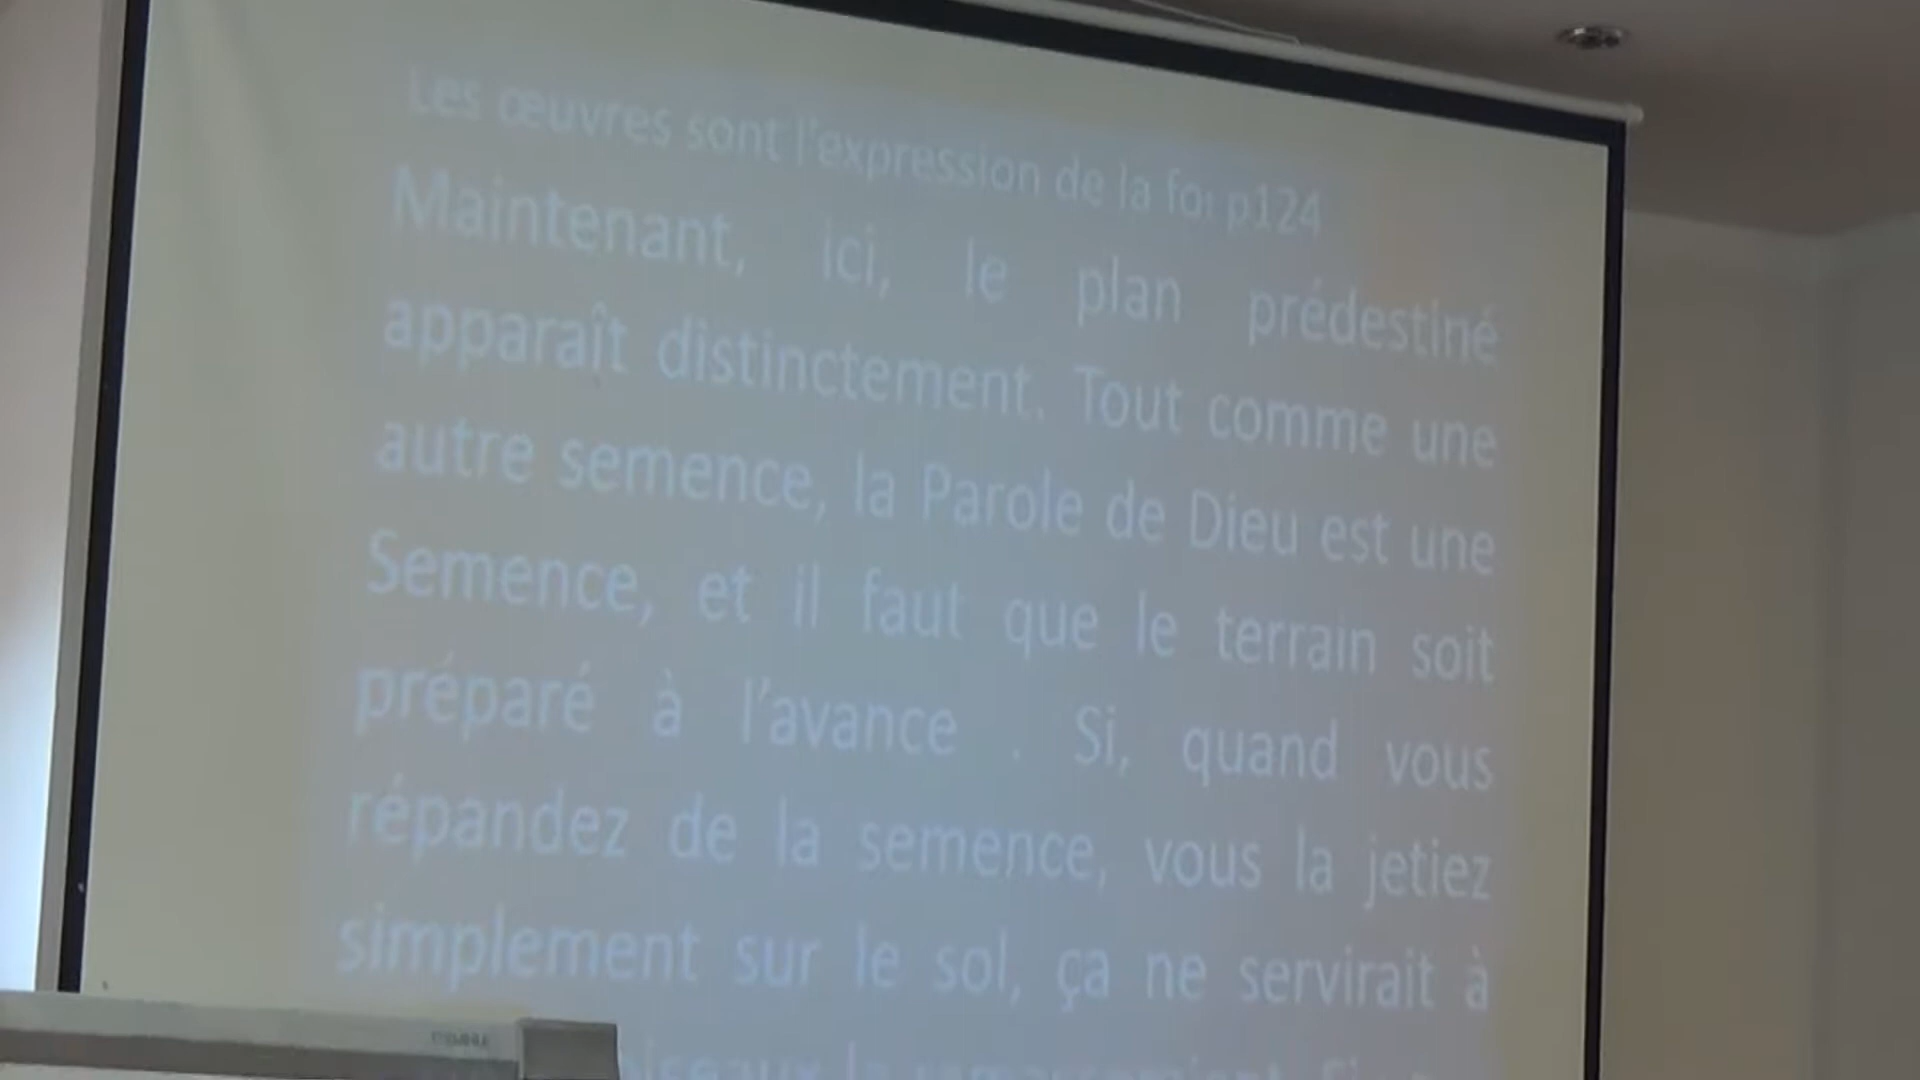 Les œuvres sont l'expression de la foi p124
Maintenant, ici, le plan prédestiné
apparaît distinctement. Tout comme une
autre semence, la Parole de Dieu est une
Semence, et il faut que le terrain soit
préparé à l'avance . Si, quand vous
répandez de la semence, vous la jetiez
simplement sur le sol, ça ne servirait à